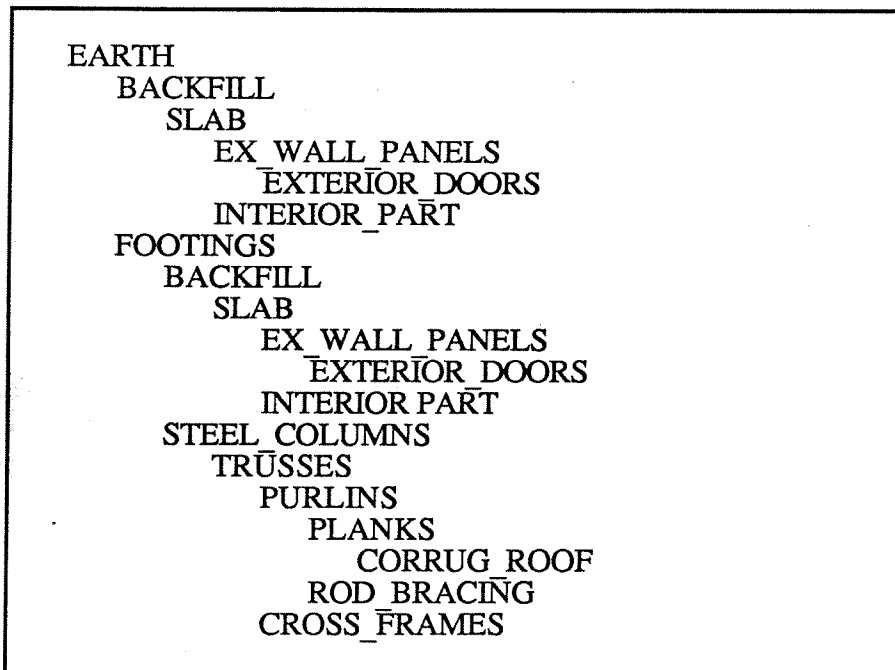 EARTH
BACKFILL
SLAB
EX_WALL_PANELS
EXTERIOR_DOORS
INTERIOR_PART
FOOTINGS
BACKFILL
SLAB
EX_WALL_PANELS
EXTERIOR_DOORS
INTERIOR PART
STEEL_COLUMNS
TRUSSES
PURLINS
PLANKS
CORRUG_ROOF
ROD_BRACING
CROSS_FRAMES